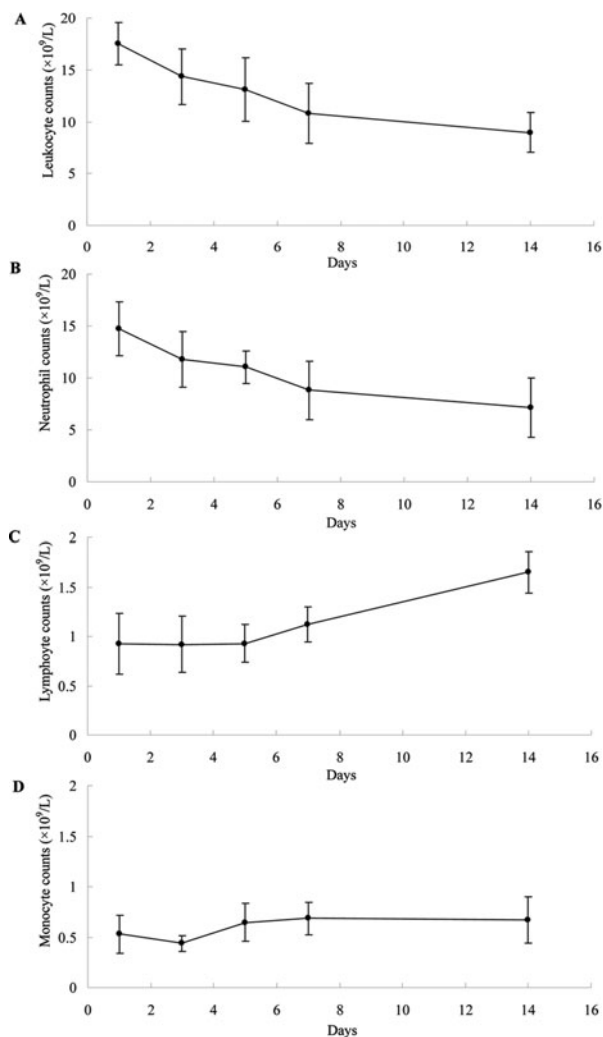 A
Leukocyte counts (×10⁹/L)
20
15
10
5
0
0 2 4 6 8 10 12 14 16
Days
B
Neutrophil counts (×10⁹/L)
20
15
10
5
0
0 2 4 6 8 10 12 14 16
Days
C
Lymphoyte counts (×10⁹/L)
2
1.5
1
0.5
0
0 2 4 6 8 10 12 14 16
Days
D
Monocyte counts (×10⁹/L)
2
1.5
1
0.5
0
0 2 4 6 8 10 12 14 16
Days